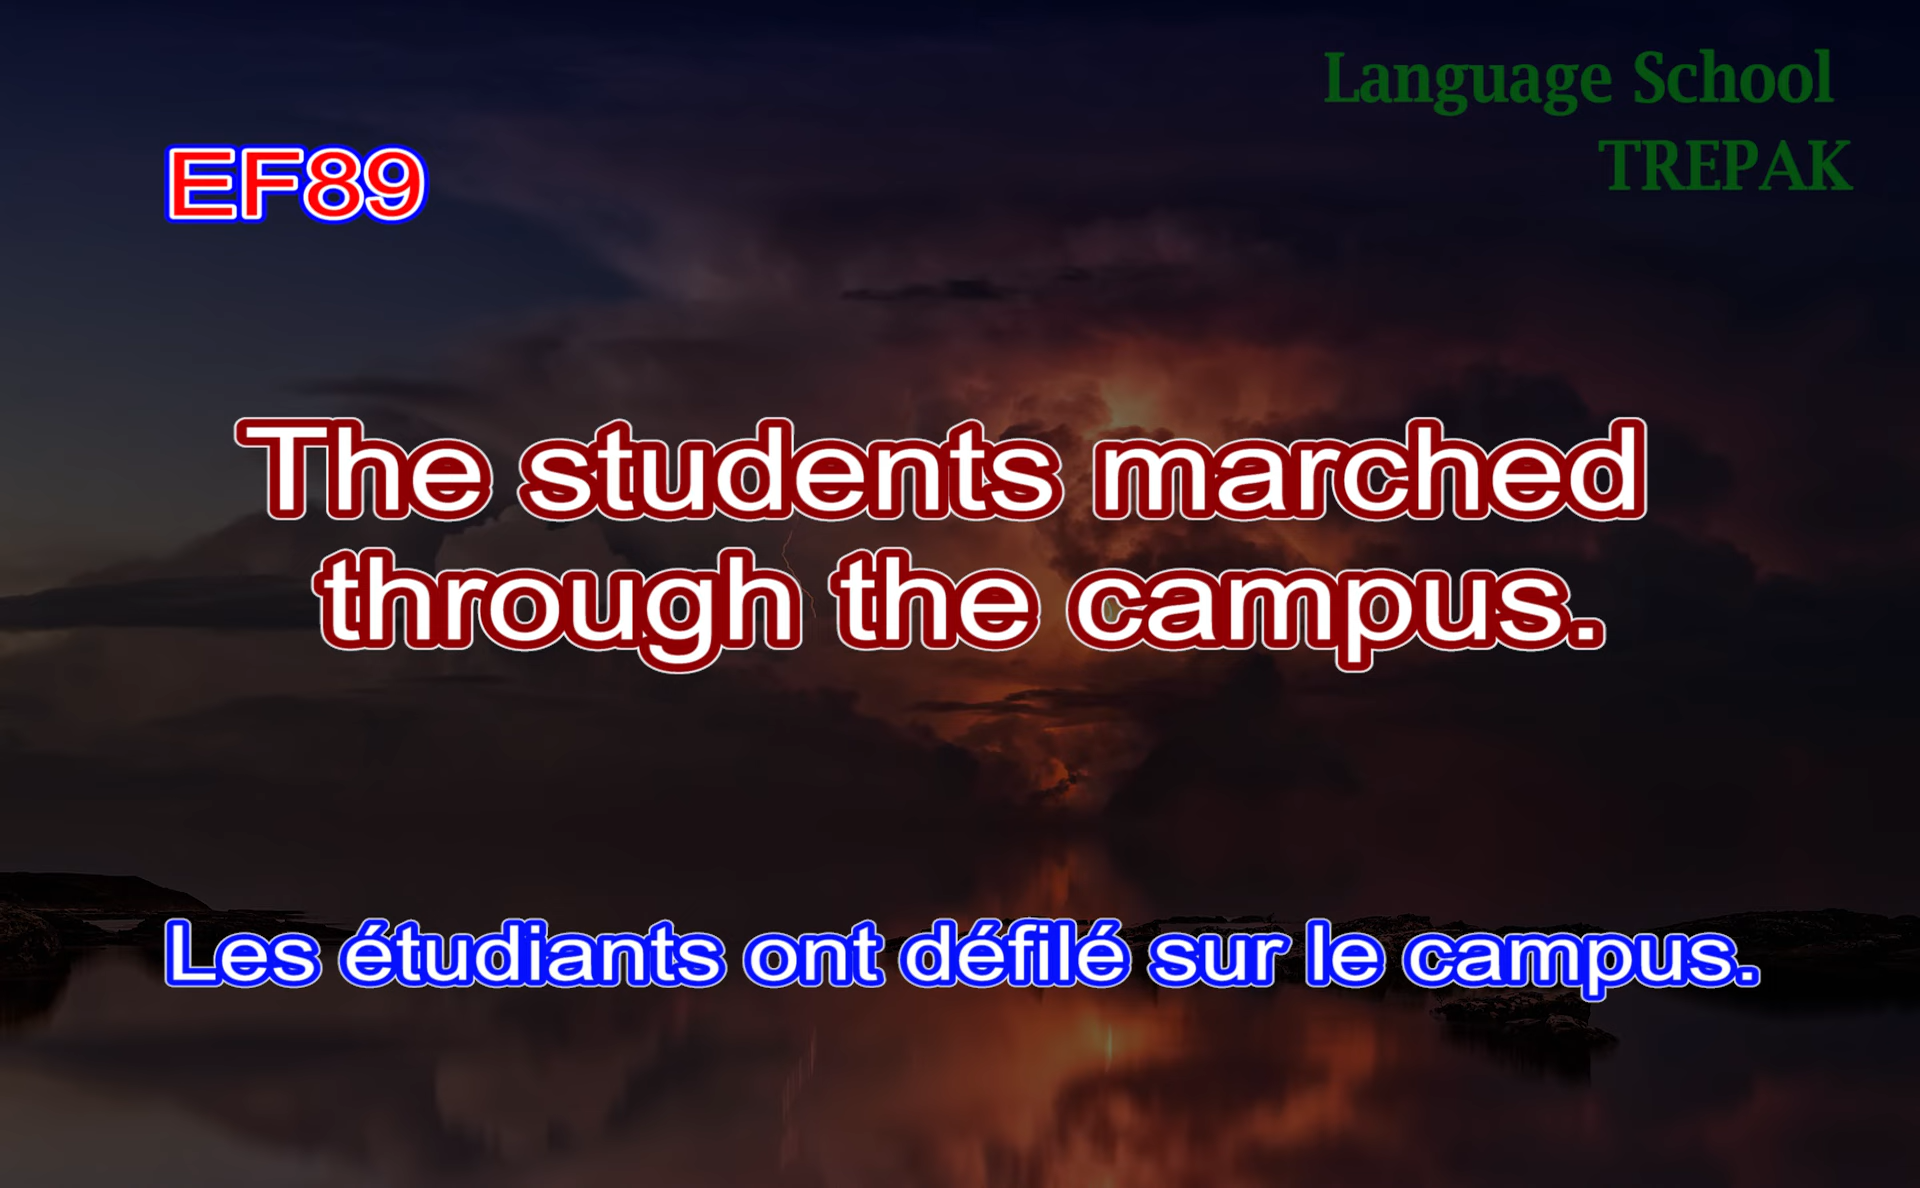 Language School
TREPAK
EF89
The students marched
through the campus.
Les étudiants ont défilé sur le campus.